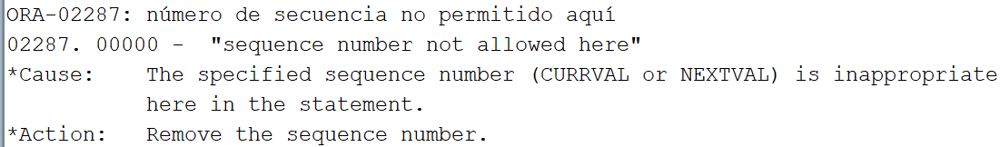 ORA-02287: número de secuencia no permitido aquí
02287. 00000 -  "sequence number not allowed here"
*Cause:    The specified sequence number (CURRVAL or NEXTVAL) is inappropriate
           here in the statement.
*Action:   Remove the sequence number.